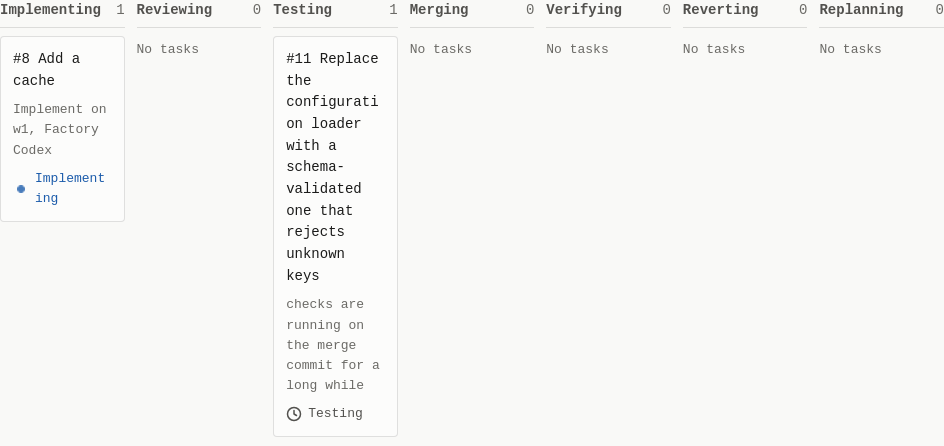 Implementing 1 Reviewing 0 Testing 1 Merging 0 Verifying 0 Reverting 0 Replanning 0
#8 Add a
cache
Implement on
w1, Factory
Codex
Implement
ing
No tasks
#11 Replace
the
configurati
on loader
with a
schema-
validated
one that
rejects
unknown
keys
checks are
running on
the merge
commit for a
long while
Testing
No tasks
No tasks
No tasks
No tasks